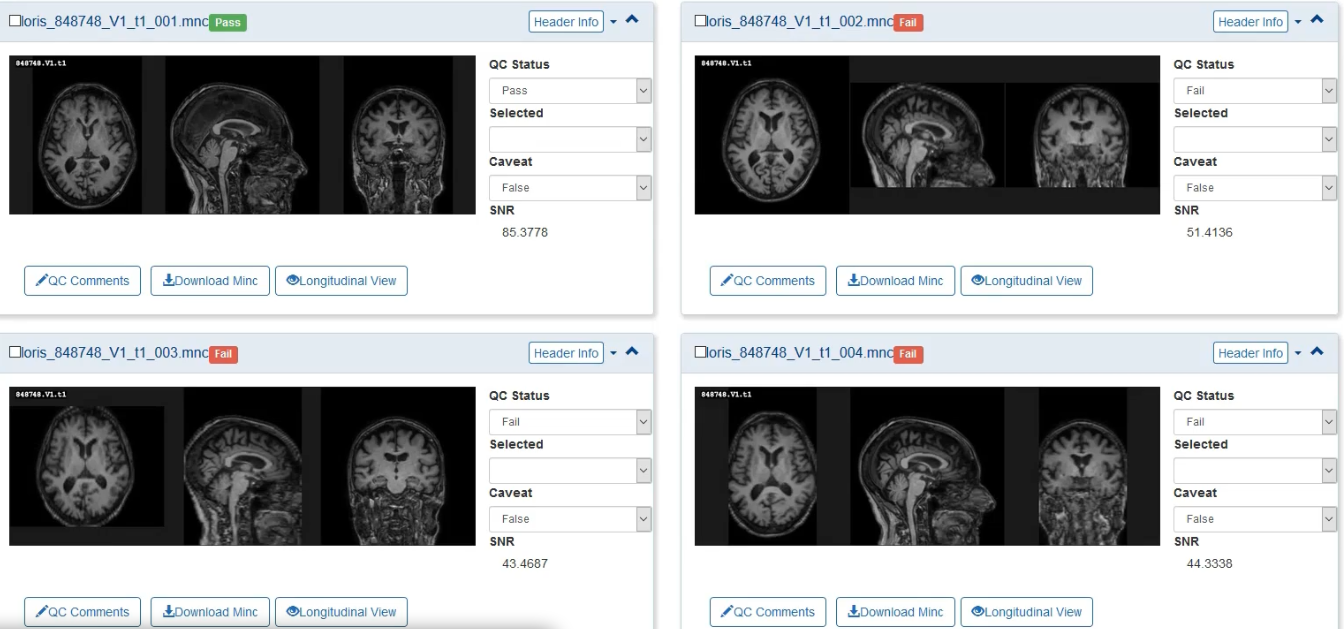 loris_848748_V1_t1_001.mnc Pass Header Info
848748.V1.t1
QC Status
Pass
Selected
Caveat
False
SNR
85.3778
QC Comments Download Minc Longitudinal View
loris_848748_V1_t1_002.mnc Fail Header Info
848748.V1.t1
QC Status
Fail
Selected
Caveat
False
SNR
51.4136
QC Comments Download Minc Longitudinal View
loris_848748_V1_t1_003.mnc Fail Header Info
848748.V1.t1
QC Status
Fail
Selected
Caveat
False
SNR
43.4687
QC Comments Download Minc Longitudinal View
loris_848748_V1_t1_004.mnc Fail Header Info
848748.V1.t1
QC Status
Fail
Selected
Caveat
False
SNR
44.3338
QC Comments Download Minc Longitudinal View